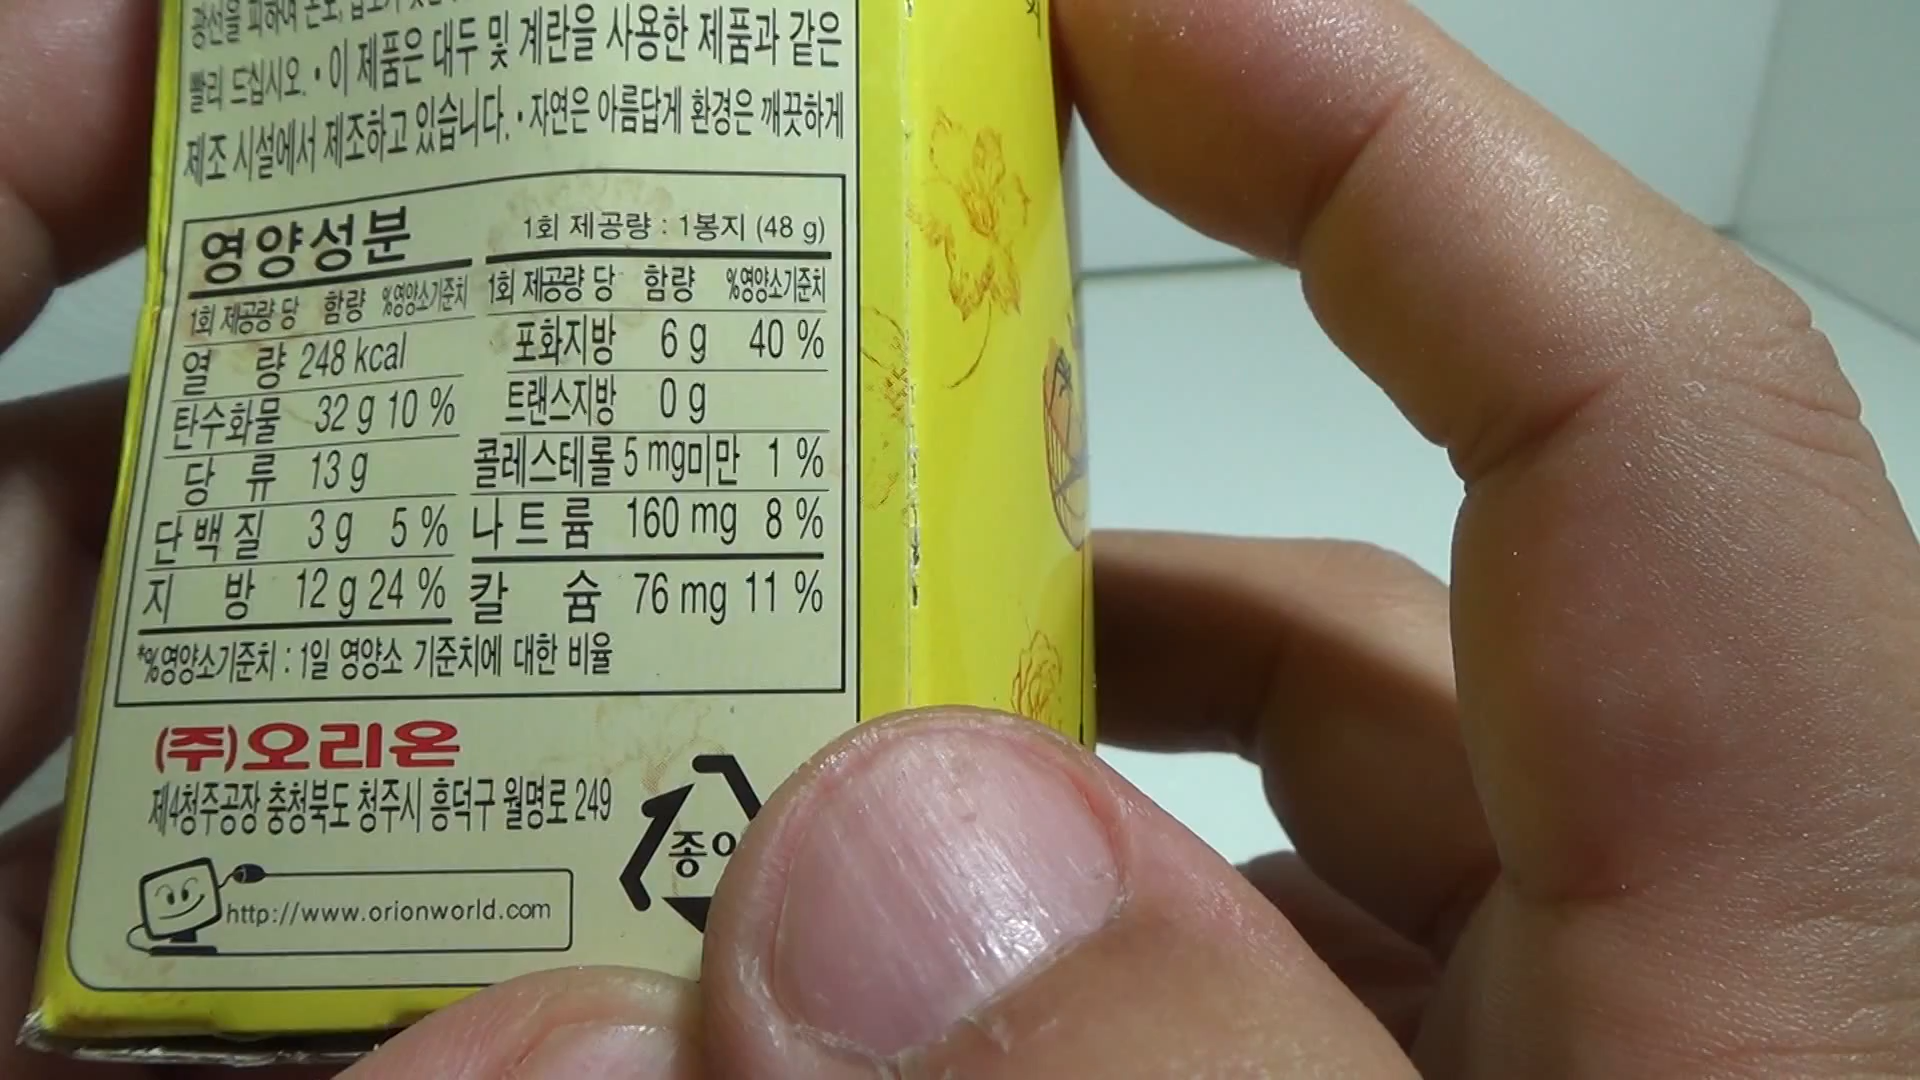 광선을 피하여
빨리 드십시오. • 이 제품은 대두 및 계란을 사용한 제품과 같은
제조 시설에서 제조하고 있습니다. • 자연은 아름답게 환경은 깨끗하게
영양성분
1회 제공량 : 1봉지 (48 g)
1회 제공량 당 함량 %영양소기준치
열 량 248 kcal
탄수화물 32 g 10 %
당 류 13 g
단백질 3 g 5 %
지 방 12 g 24 %
1회 제공량 당 함량 %영양소기준치
포화지방 6 g 40 %
트랜스지방 0 g
콜레스테롤 5 mg미만 1 %
나트륨 160 mg 8 %
칼 슘 76 mg 11 %
*%영양소기준치 : 1일 영양소 기준치에 대한 비율
(주)오리온
제4청주공장 충청북도 청주시 흥덕구 월명로 249
종이
http://www.orionworld.com